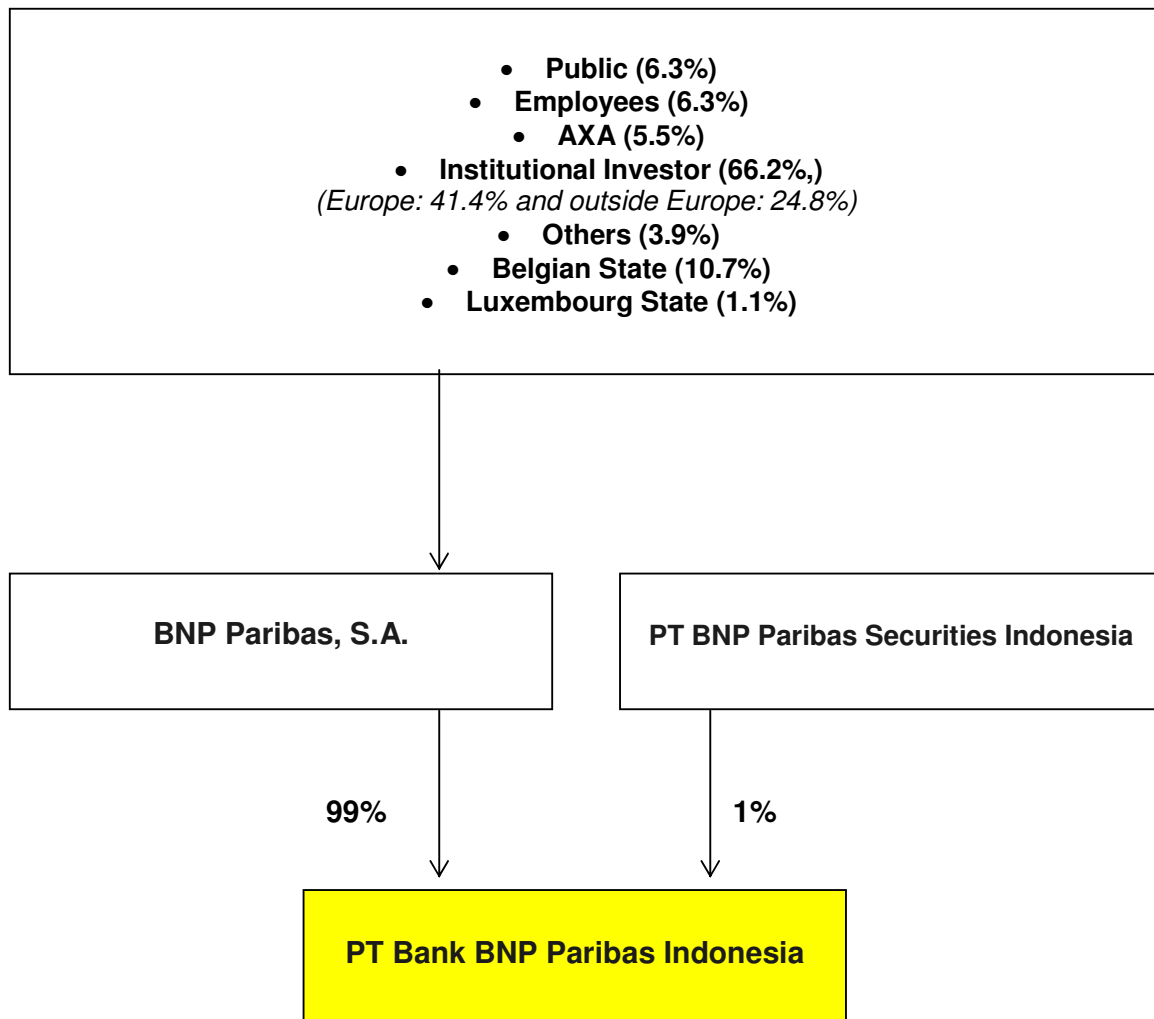 • Public (6.3%)
• Employees (6.3%)
• AXA (5.5%)
• Institutional Investor (66.2%,)
(Europe: 41.4% and outside Europe: 24.8%)
• Others (3.9%)
• Belgian State (10.7%)
• Luxembourg State (1.1%)
BNP Paribas, S.A.
PT BNP Paribas Securities Indonesia
99%
1%
PT Bank BNP Paribas Indonesia